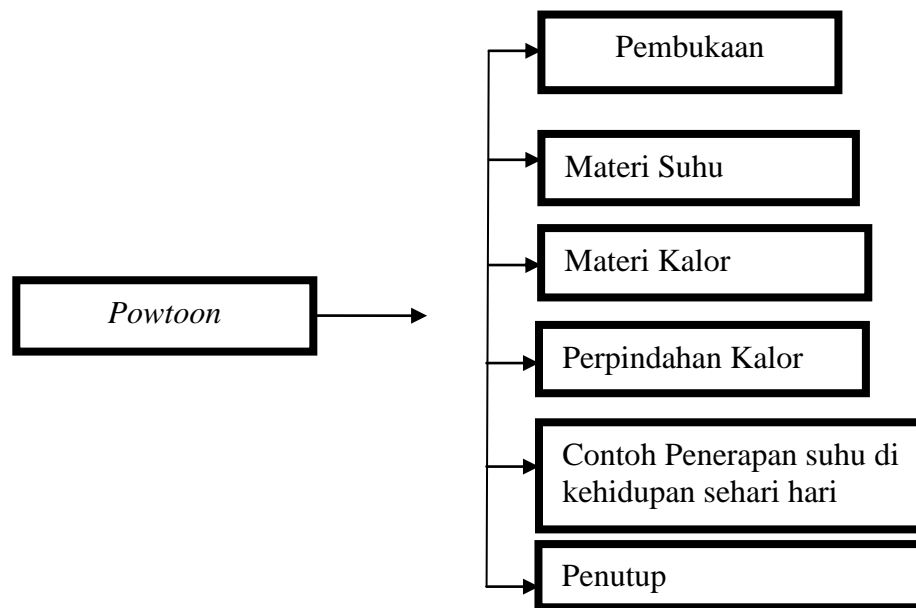 Pembukaan
Materi Suhu
Materi Kalor
Powtoon
Perpindahan Kalor
Contoh Penerapan suhu di
kehidupan sehari hari
Penutup